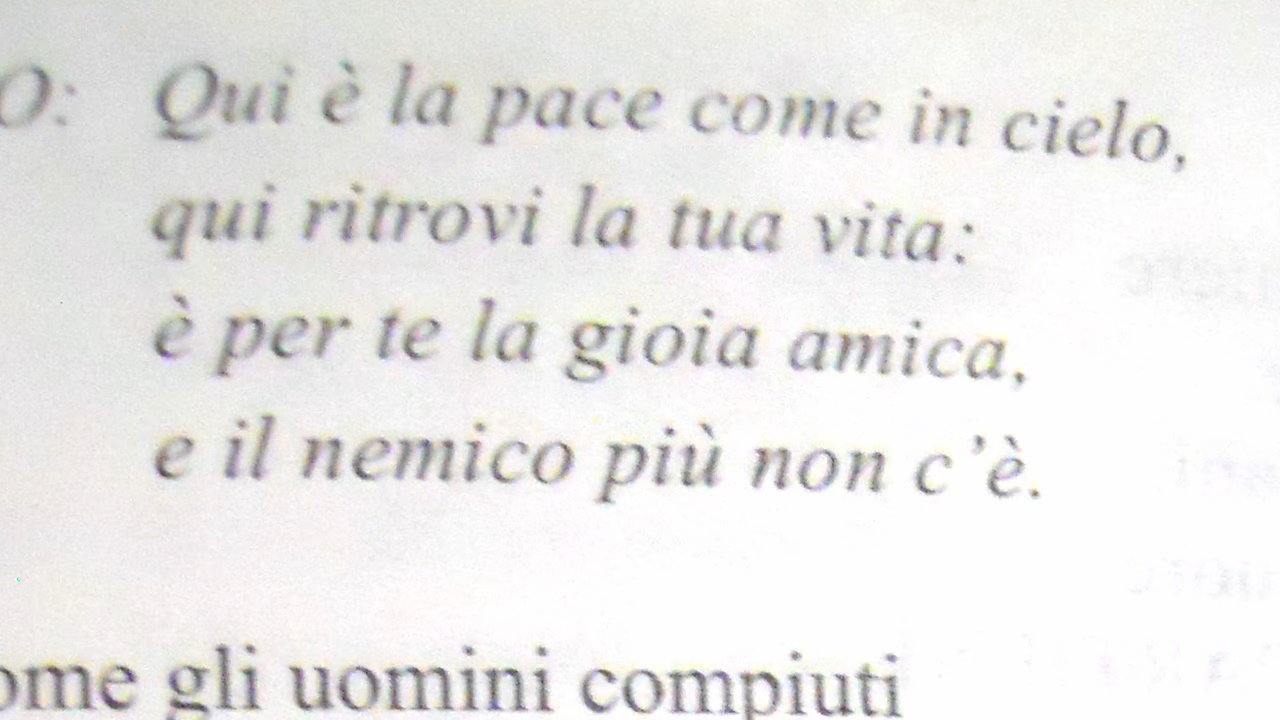 O: Qui è la pace come in cielo,
qui ritrovi la tua vita:
è per te la gioia amica,
e il nemico più non c'è.
gli uomini compiuti